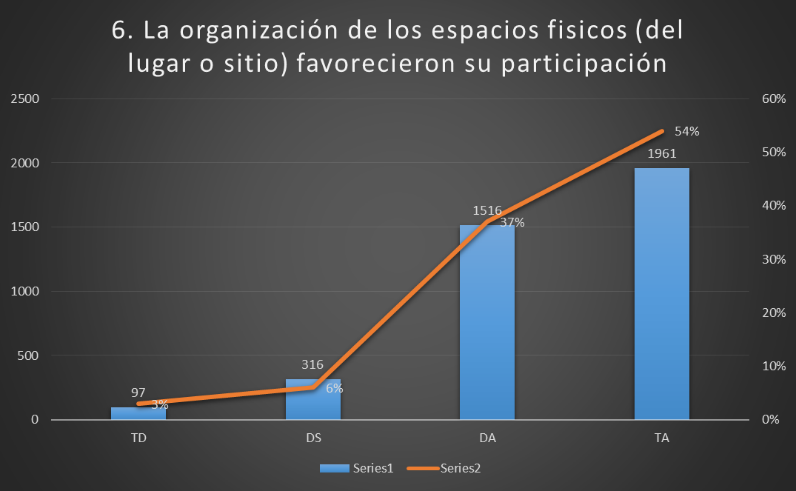 6. La organización de los espacios fisicos (del
lugar o sitio) favorecieron su participación
2500
2000
1500
1000
500
0
60%
50%
40%
30%
20%
10%
0%
97
3%
316
6%
1516
37%
1961
54%
TD
DS
DA
TA
Series1
Series2